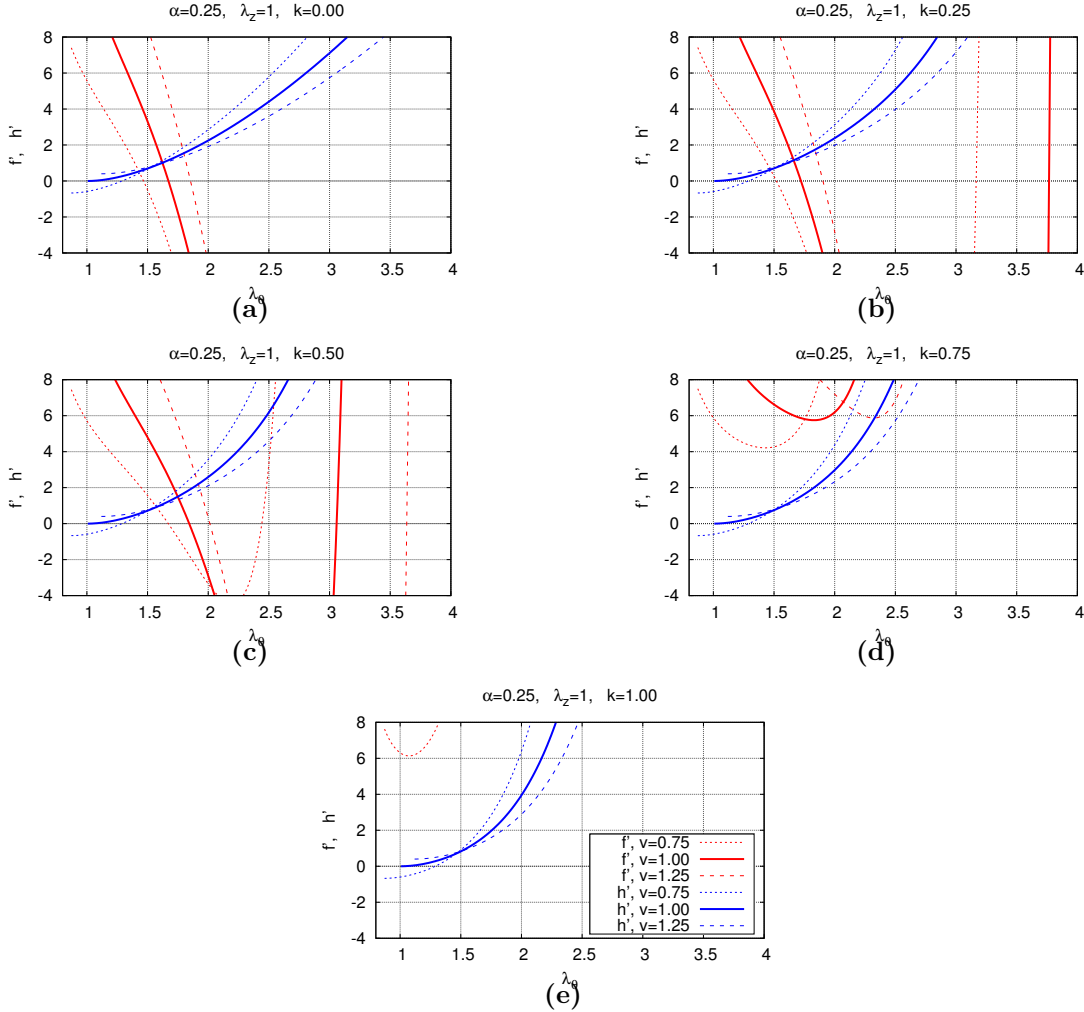 α=0.25, λz=1, k=0.00
f', h'
8
6
4
2
0
-2
-4
1 1.5 2 2.5 3 3.5 4
λθ
(a)
α=0.25, λz=1, k=0.25
f', h'
8
6
4
2
0
-2
-4
1 1.5 2 2.5 3 3.5 4
λθ
(b)
α=0.25, λz=1, k=0.50
f', h'
8
6
4
2
0
-2
-4
1 1.5 2 2.5 3 3.5 4
λθ
(c)
α=0.25, λz=1, k=0.75
f', h'
8
6
4
2
0
-2
-4
1 1.5 2 2.5 3 3.5 4
λθ
(d)
α=0.25, λz=1, k=1.00
f', h'
8
6
4
2
0
-2
-4
1 1.5 2 2.5 3 3.5 4
λθ
f', v=0.75
f', v=1.00
f', v=1.25
h', v=0.75
h', v=1.00
h', v=1.25
(e)